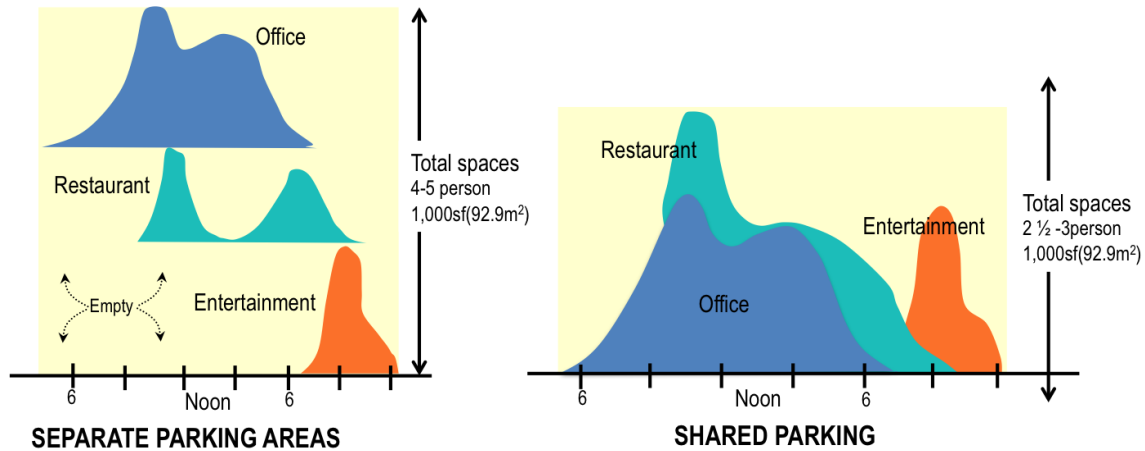 Office
Restaurant
Empty
Entertainment
Total spaces
4-5 person
1,000sf(92.9m²)
6
Noon
6
SEPARATE PARKING AREAS
Restaurant
Entertainment
Office
Total spaces
2 ½ -3person
1,000sf(92.9m²)
6
Noon
6
SHARED PARKING